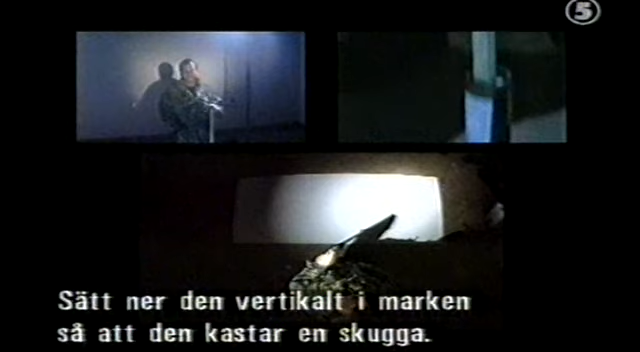 5
Sätt ner den vertikalt i marken
så att den kastar en skugga.